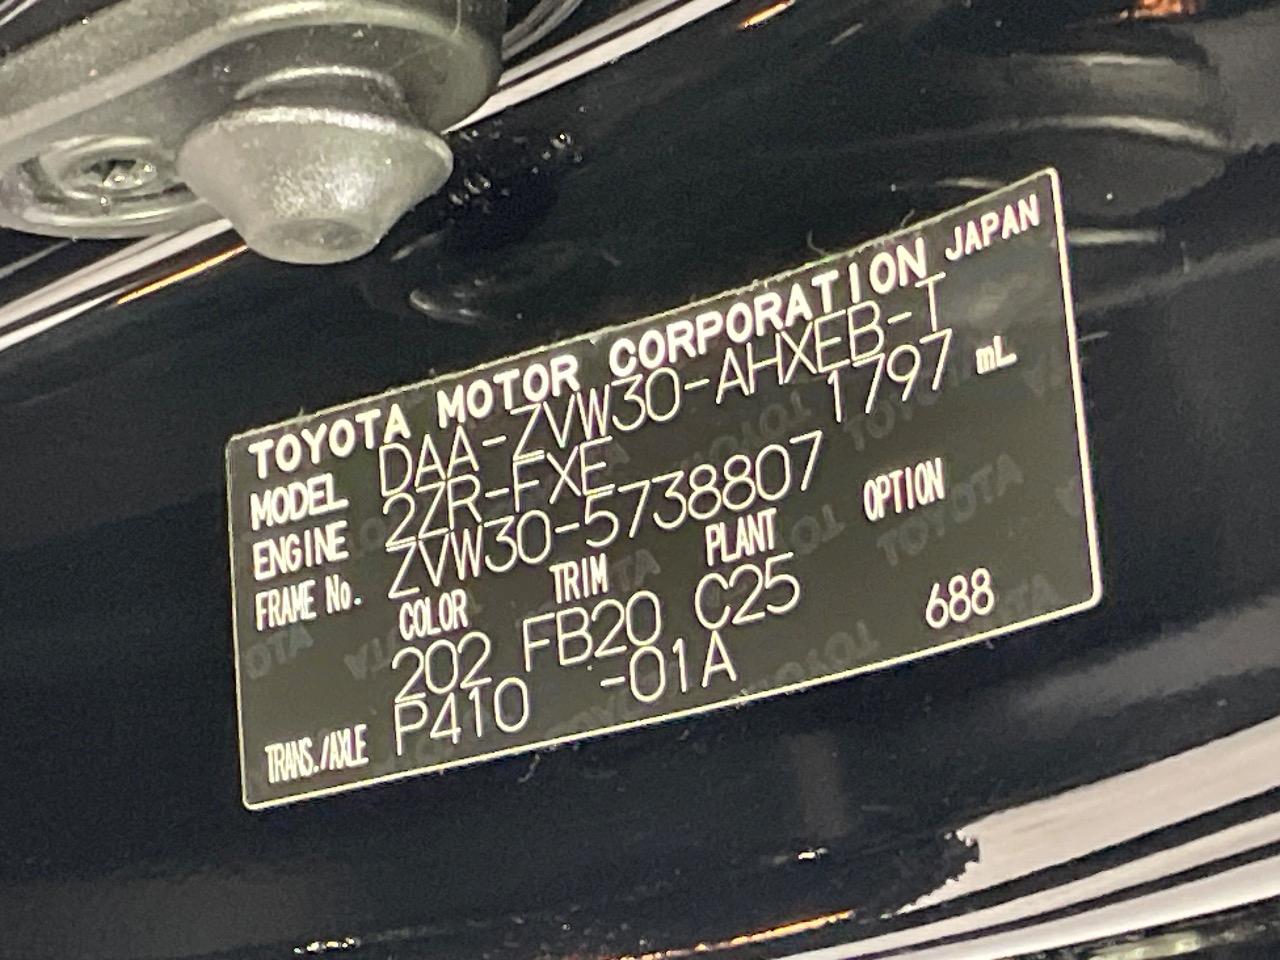 TOYOTA MOTOR CORPORATION JAPAN
MODEL DAA-ZVW30-AHXEB-T
ENGINE 2ZR-FXE 1797 mL
FRAME No. ZVW30-5738807
COLOR TRIM PLANT OPTION
202 FB20 C25
TRANS./AXLE P410 -01A 688